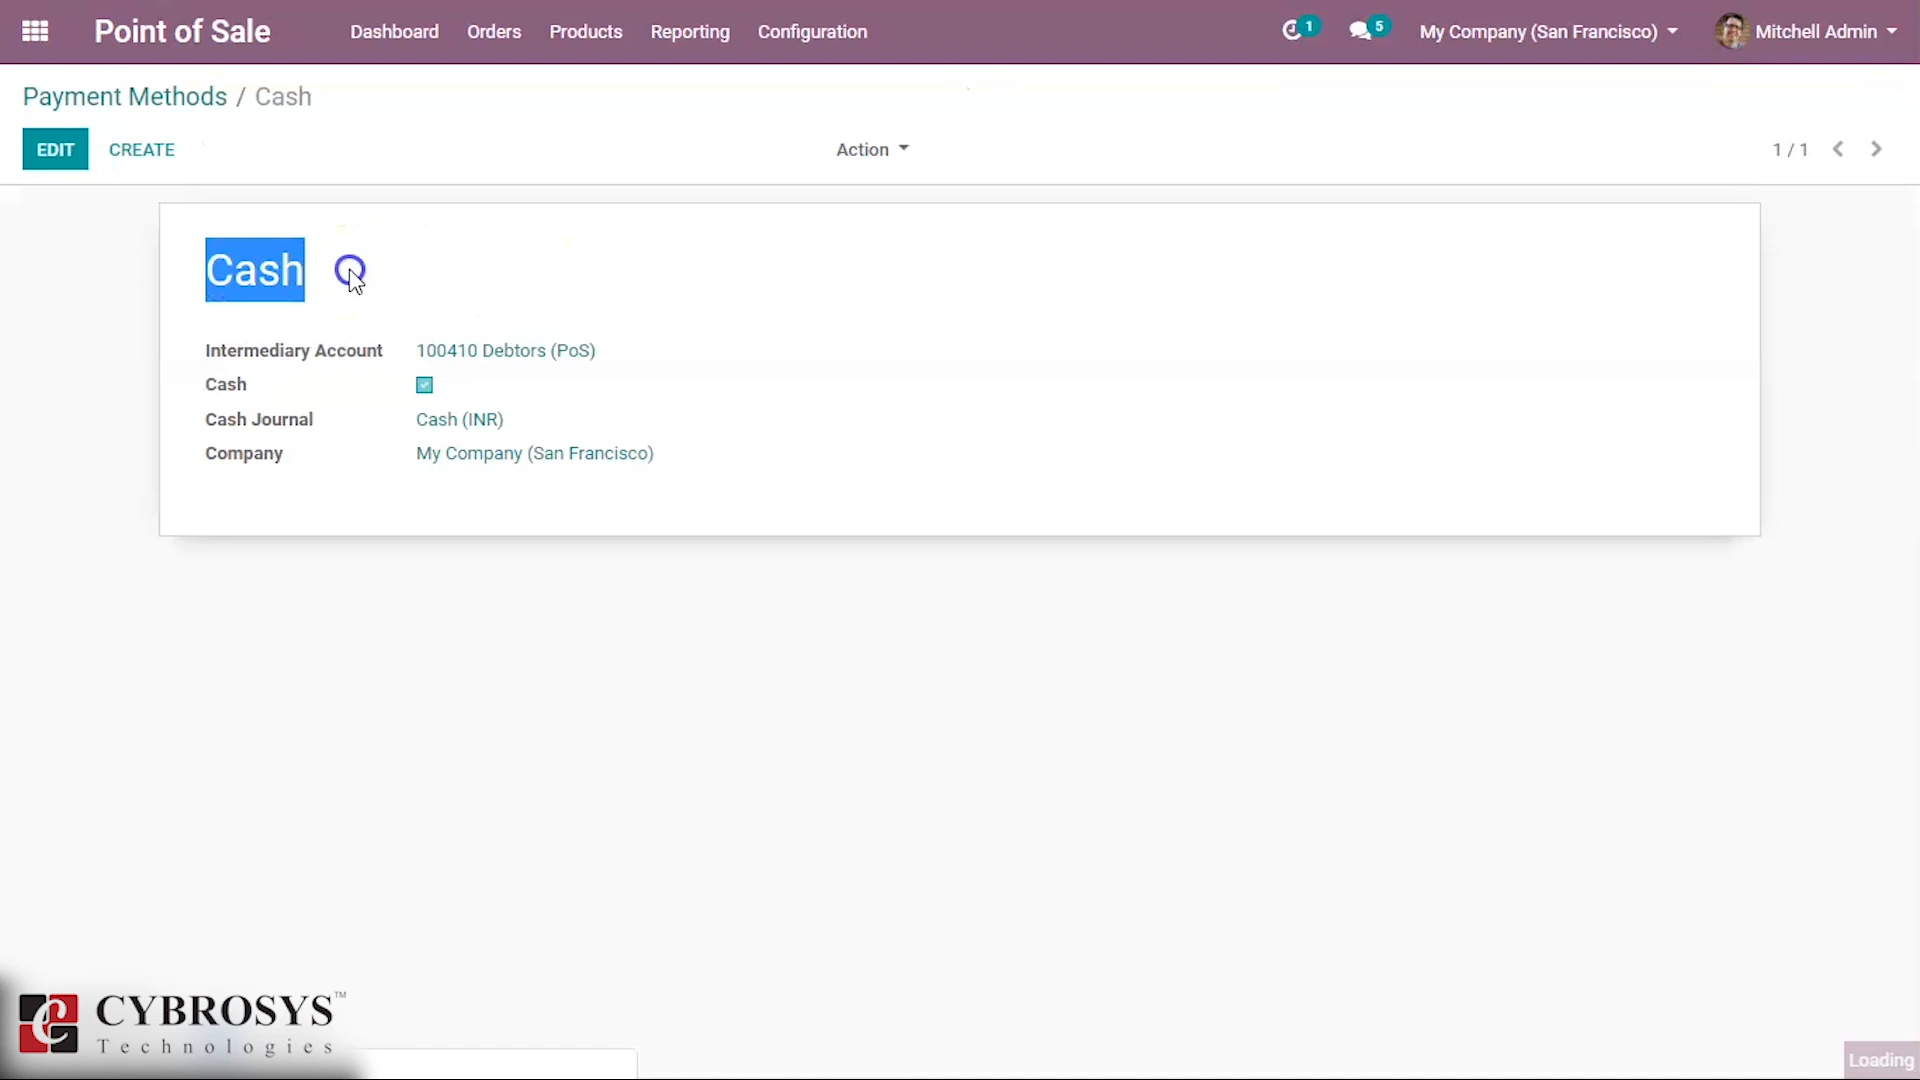 Point of Sale Dashboard Orders Products Reporting Configuration 1 5 My Company (San Francisco) Mitchell Admin
Payment Methods / Cash
EDIT CREATE Action 1 / 1
Cash
Intermediary Account 100410 Debtors (PoS)
Cash
Cash Journal Cash (INR)
Company My Company (San Francisco)
CYBROSYS™
Technologies
Loading